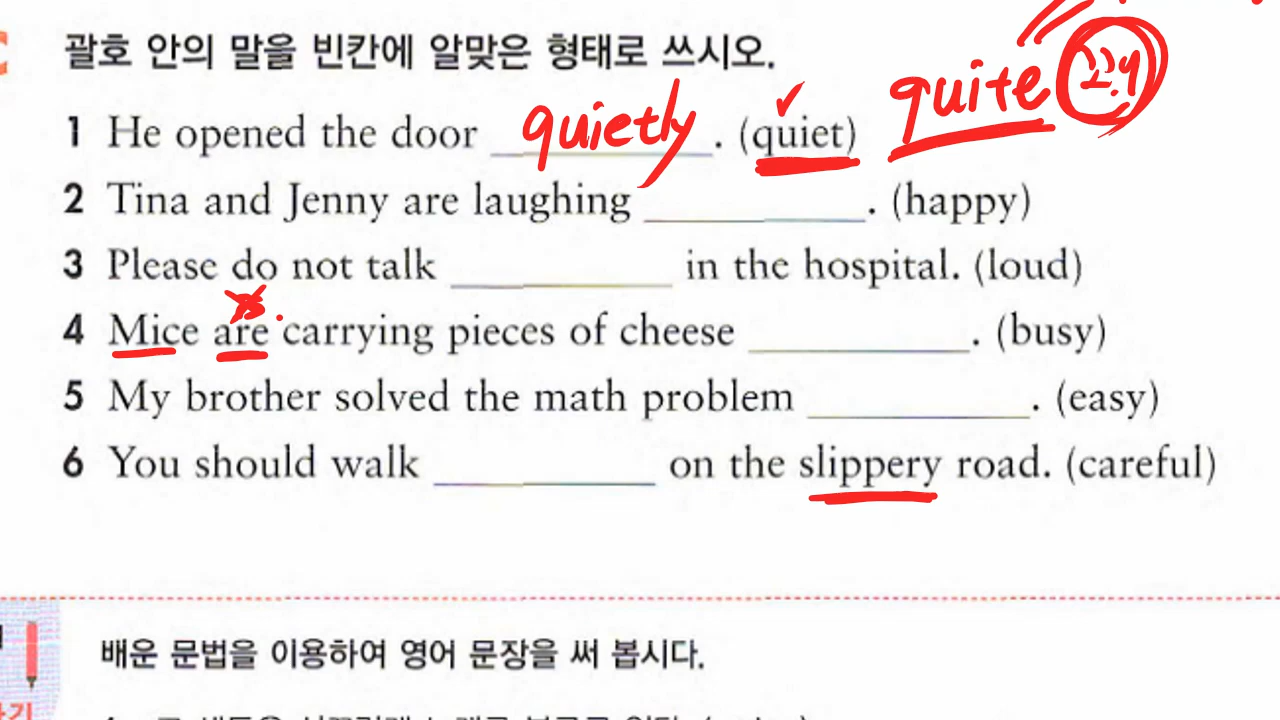 괄호 안의 말을 빈칸에 알맞은 형태로 쓰시오.
quite 꽤
1 He opened the door quietly. (quiet)
2 Tina and Jenny are laughing ________. (happy)
3 Please do not talk ________ in the hospital. (loud)
4 Mice are carrying pieces of cheese ________. (busy)
5 My brother solved the math problem ________. (easy)
6 You should walk ________ on the slippery road. (careful)
배운 문법을 이용하여 영어 문장을 써 봅시다.